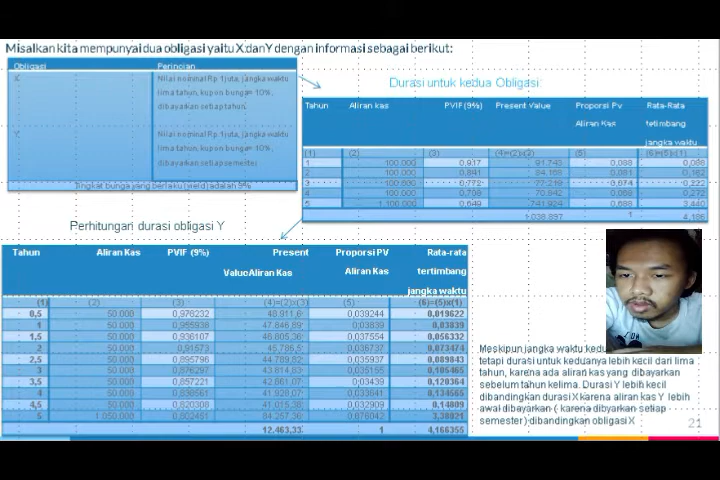 Misalkan kita mempunyai dua obligasi yaitu X dan Y dengan informasi sebagai berikut:
Obligasi Perincian
X Nilai nominal Rp 1 juta, jangka waktu
lima tahun, kupon bunga= 10%,
dibayarkan setiap tahun.
Y Nilai nominal Rp 1juta, jangka waktu
lima tahun, kupon bunga= 10%,
dibayarkan setiap semester
Tingkat bunga yang berlaku (yield) adalah 9%
Durasi untuk kedua Obligasi
Tahun Aliran kas PVIF(9%) Present Value Proporsi Pv Rata-Rata
Aliran Kas tetimbang
jangka waktu
(1) (2) (3) (4)=(2)x(3) (5) (6)=(5)x(1)
1 100.000 0,917 91.743 0,088 0,088
2 100.000 0,841 84.168 0,081 0,162
3 100.000 0,772 77.218 0,074 0,222
4 100.000 0,708 70.842 0,272
5 1.100.000 0,649 741.924 3,440
1.038.897 1 4,186
Perhitungan durasi obligasi Y
Tahun Aliran Kas PVIF (9%) Present Proporsi PV Rata-rata
Value Aliran Kas Aliran Kas tertimbang
jangka waktu
(1) (2) (3) (4)=(2)x(3) (5) (6)=(5)x(1)
0,5 50.000 0,978232 48.911,6 0,039244 0,019622
1 50.000 0,955938 47.846,89 0,03839 0,03839
1,5 50.000 0,936107 46.805,36 0,037554 0,056332
2 50.000 0,91573 45.786,5 0,036737 0,073474
2,5 50.000 0,895796 44.789,82 0,035937 0,089843
3 50.000 0,876297 43.814,83 0,035155 0,105465
3,5 50.000 0,857221 42.861,07 0,03439 0,120364
4 50.000 0,838561 41.928,07 0,033641 0,134565
4,5 50.000 0,820308 41.015,38 0,032909 0,14809
5 1.050.000 0,802451 84.257,36 0,676042 3,38021
12.463,33 1 4,166355
Meskipun jangka waktu
tetapi durasi untuk keduanya lebih kecil dari lima
tahun, karena ada aliran kas yang dibayarkan
sebelum tahun kelima. Durasi Y lebih kecil
dibandingkan durasi X karena aliran kas Y lebih
awal dibayarkan ( karena dibyarkan setiap
semester) dibandingkan obligasi X
21